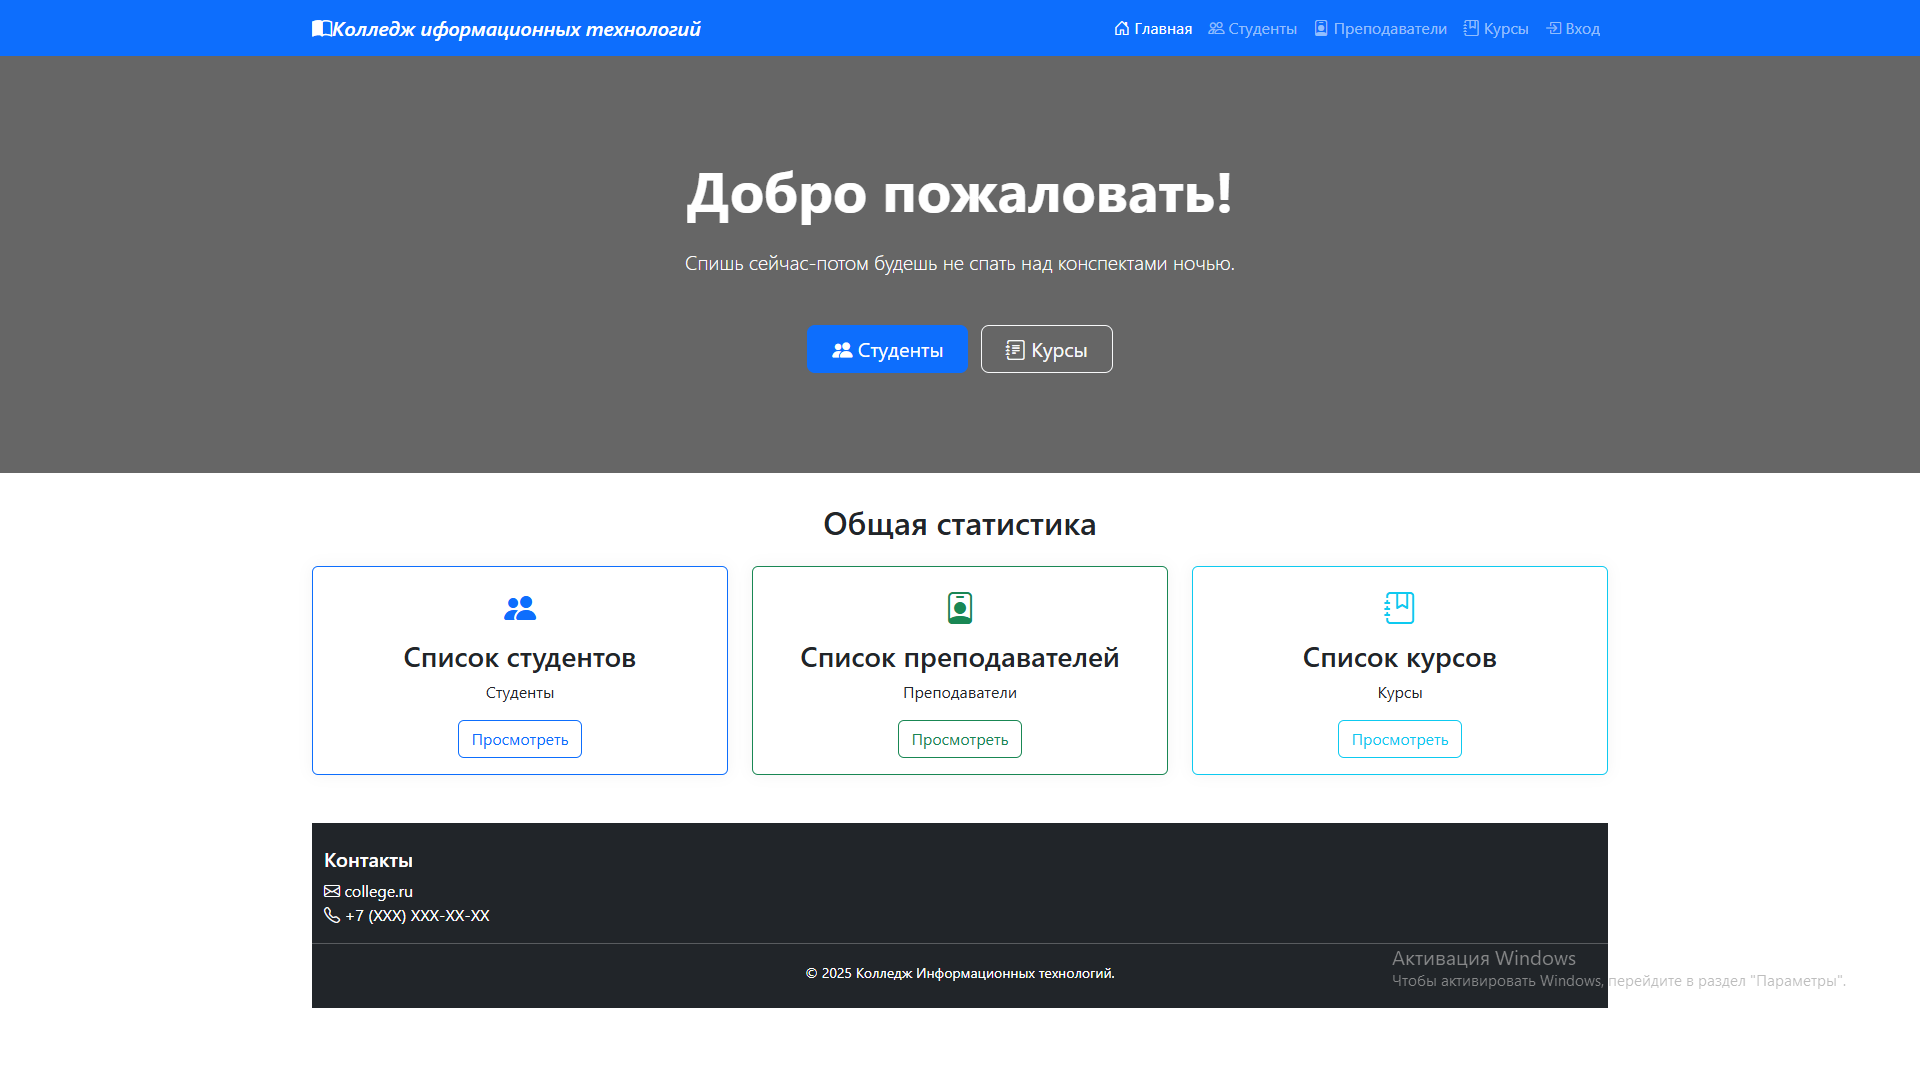 Колледж иформационных технологий
Главная Студенты Преподаватели Курсы Вход
Добро пожаловать!
Спишь сейчас-потом будешь не спать над конспектами ночью.
Студенты Курсы
Общая статистика
Список студентов
Студенты
Просмотреть
Список преподавателей
Преподаватели
Просмотреть
Список курсов
Курсы
Просмотреть
Контакты
college.ru
+7 (XXX) XXX-XX-XX
© 2025 Колледж Информационных технологий.
Активация Windows
Чтобы активировать Windows, перейдите в раздел "Параметры".